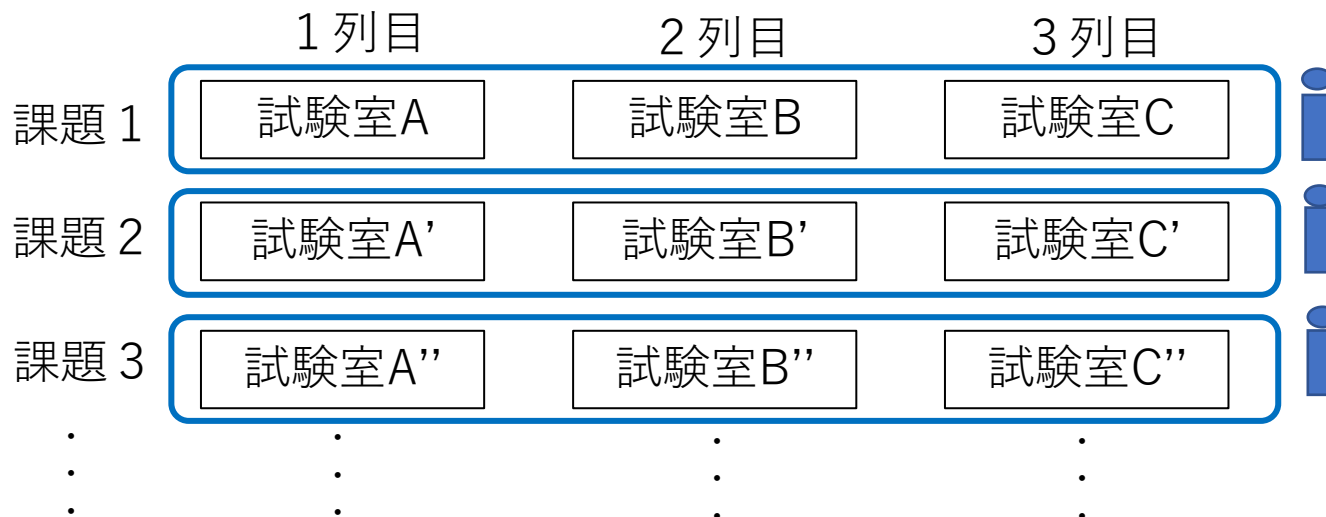 1列目 2列目 3列目
課題1 試験室A 試験室B 試験室C
課題2 試験室A’ 試験室B’ 試験室C’
課題3 試験室A’’ 試験室B’’ 試験室C’’
・ ・ ・ ・
・ ・ ・ ・
・ ・ ・ ・